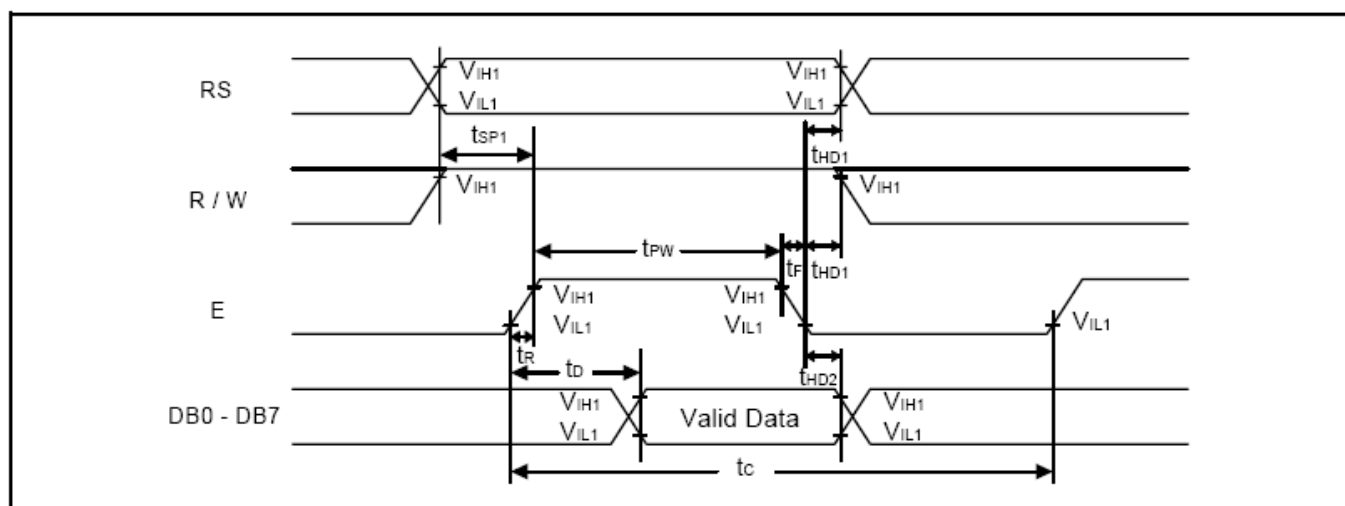 RS VIH1 VIH1
VIL1 VIL1
tSP1 tHD1
R / W VIH1 VIH1
tPW tF tHD1
E VIH1 VIH1
VIL1 VIL1 VIL1
tR tD tHD2
DB0 - DB7 VIH1 Valid Data VIH1
VIL1 VIL1
tC